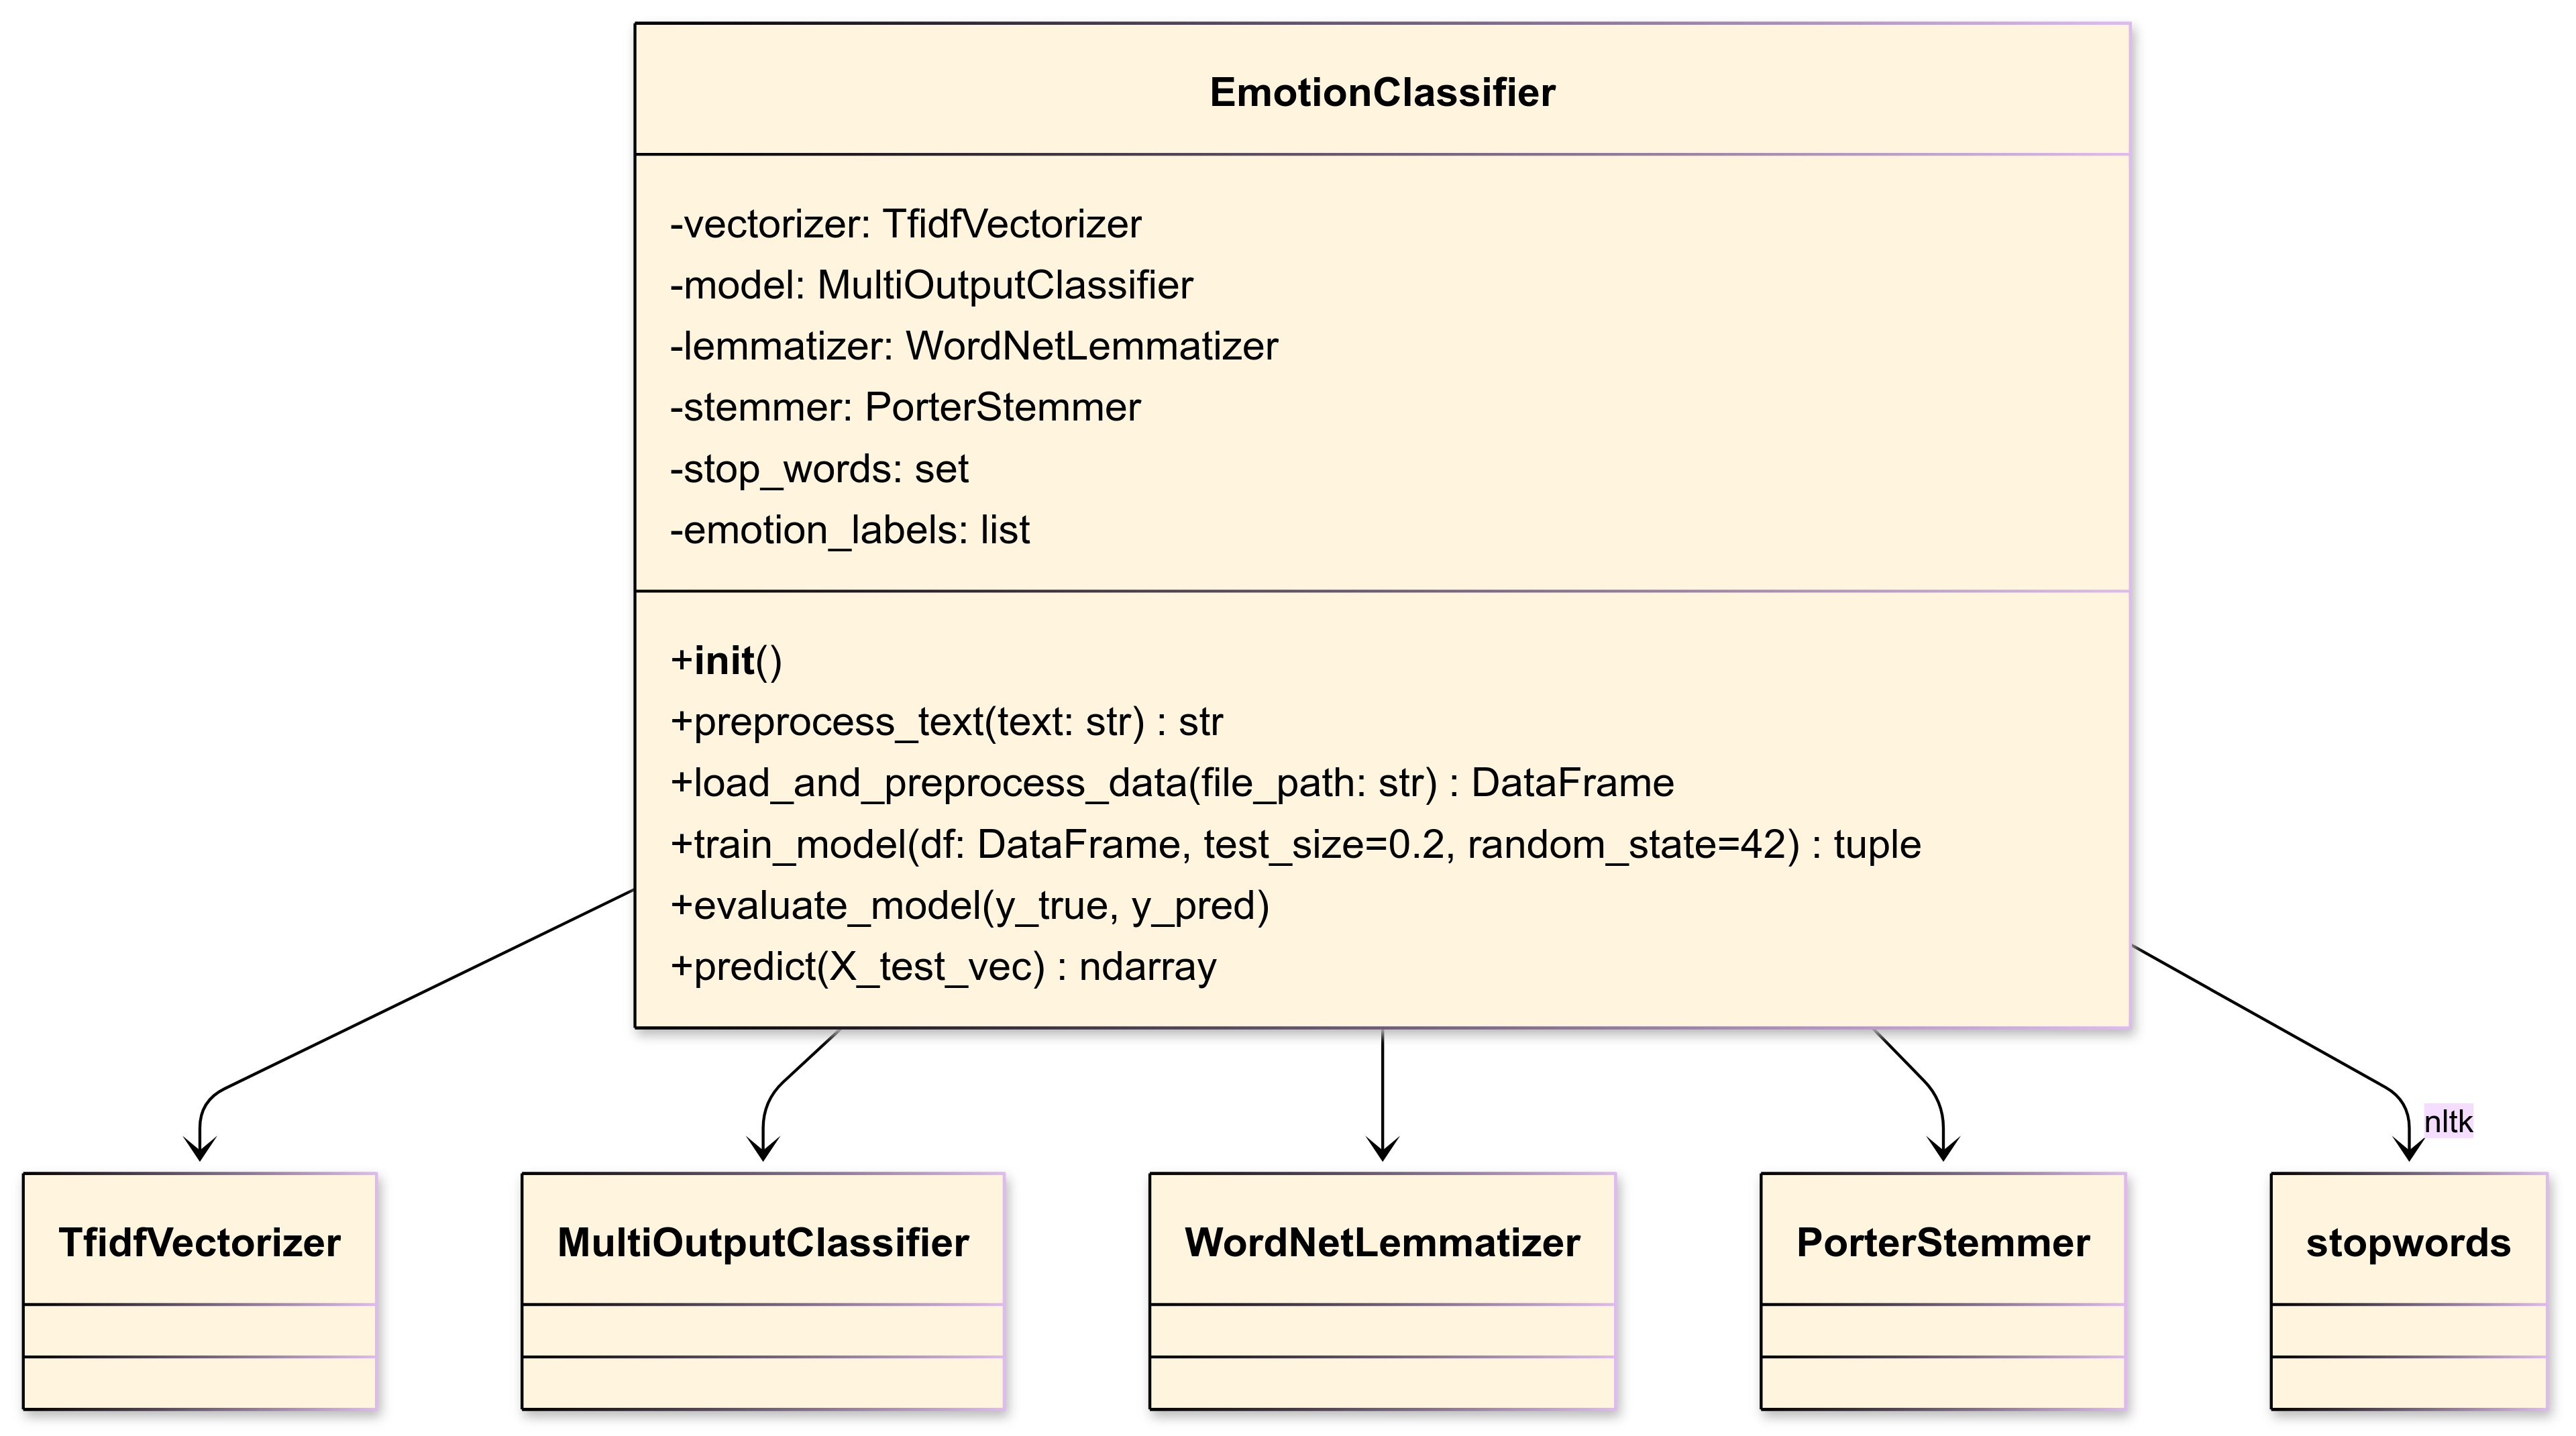 EmotionClassifier
-vectorizer: TfidfVectorizer
-model: MultiOutputClassifier
-lemmatizer: WordNetLemmatizer
-stemmer: PorterStemmer
-stop_words: set
-emotion_labels: list
+init()
+preprocess_text(text: str) : str
+load_and_preprocess_data(file_path: str) : DataFrame
+train_model(df: DataFrame, test_size=0.2, random_state=42) : tuple
+evaluate_model(y_true, y_pred)
+predict(X_test_vec) : ndarray
nltk
TfidfVectorizer
MultiOutputClassifier
WordNetLemmatizer
PorterStemmer
stopwords